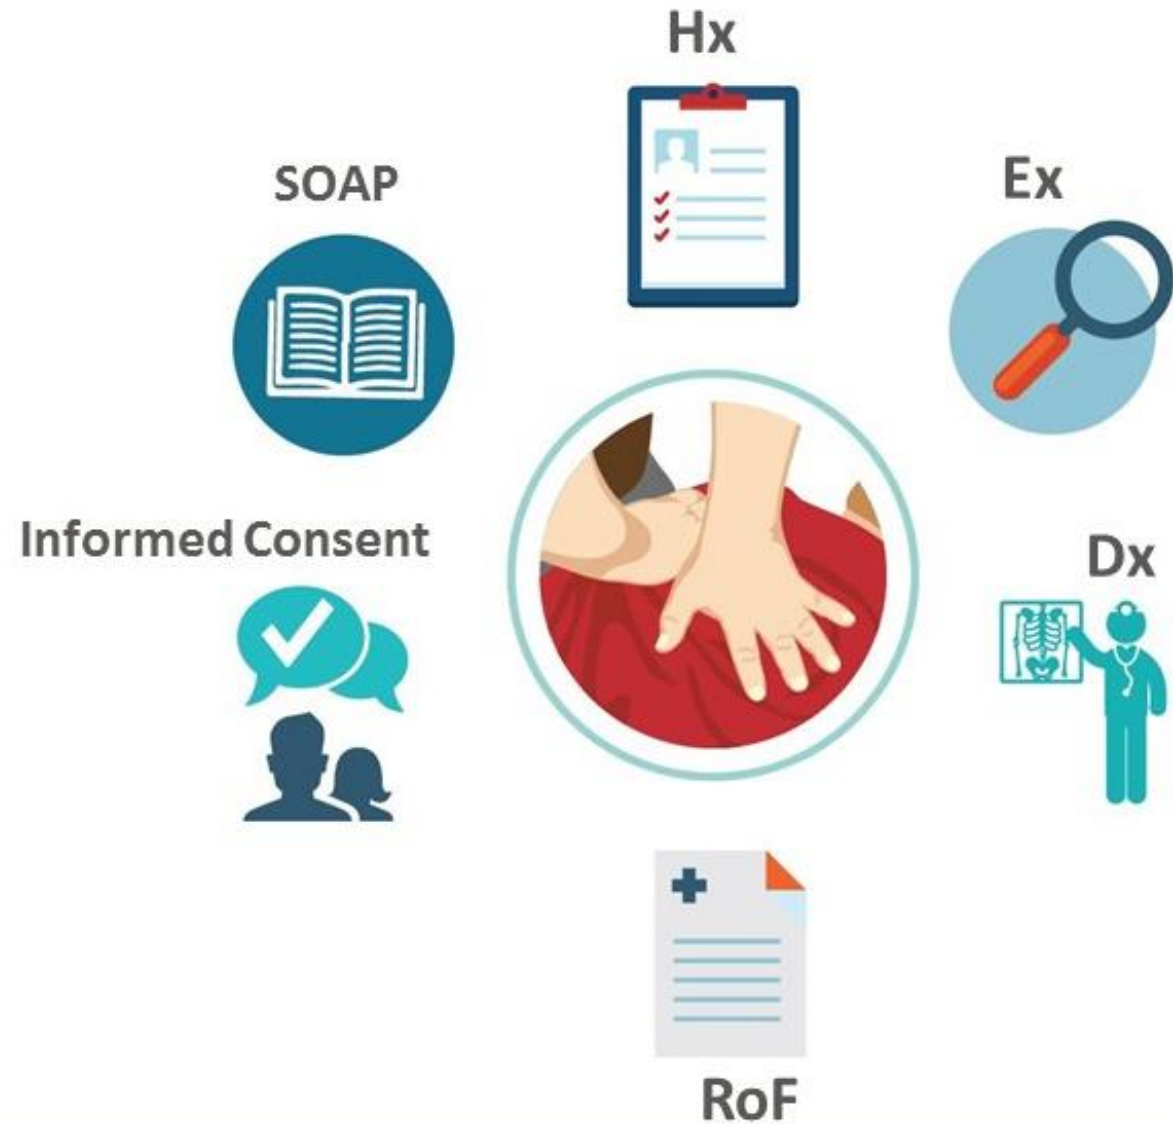 Hx
SOAP
Ex
Informed Consent
Dx
RoF